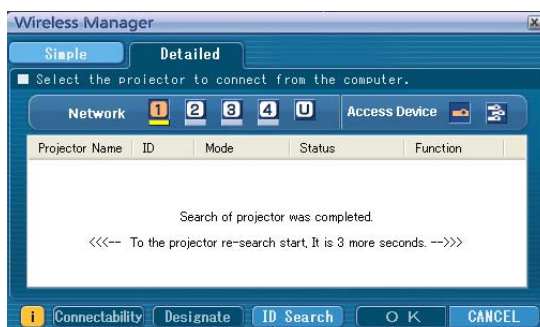 Wireless Manager
Simple Detailed
Select the projector to connect from the computer.
Network 1 2 3 4 U Access Device
Projector Name ID Mode Status Function
Search of projector was completed.
<<<-- To the projector re-search start, It is 3 more seconds. -->>>
i Connectability Designate ID Search O K CANCEL